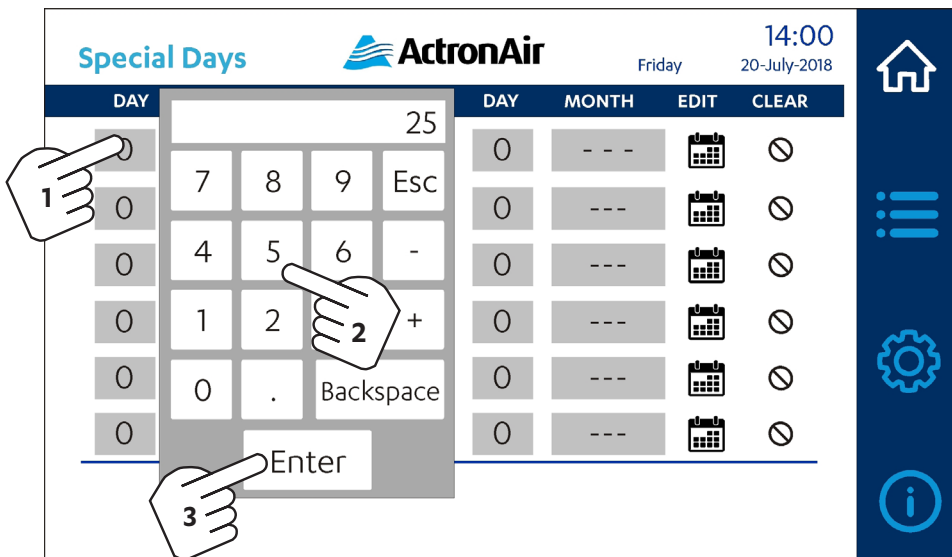 Special Days ActronAir Friday 14:00
20-July-2018
DAY DAY MONTH EDIT CLEAR
25
1 0 0 - - -
7 8 9 Esc
0 0 ---
4 5 6 -
0 0 ---
1 2 2 +
0 0 ---
0 . Backspace
0 0 ---
0 0 ---
Enter
3
i